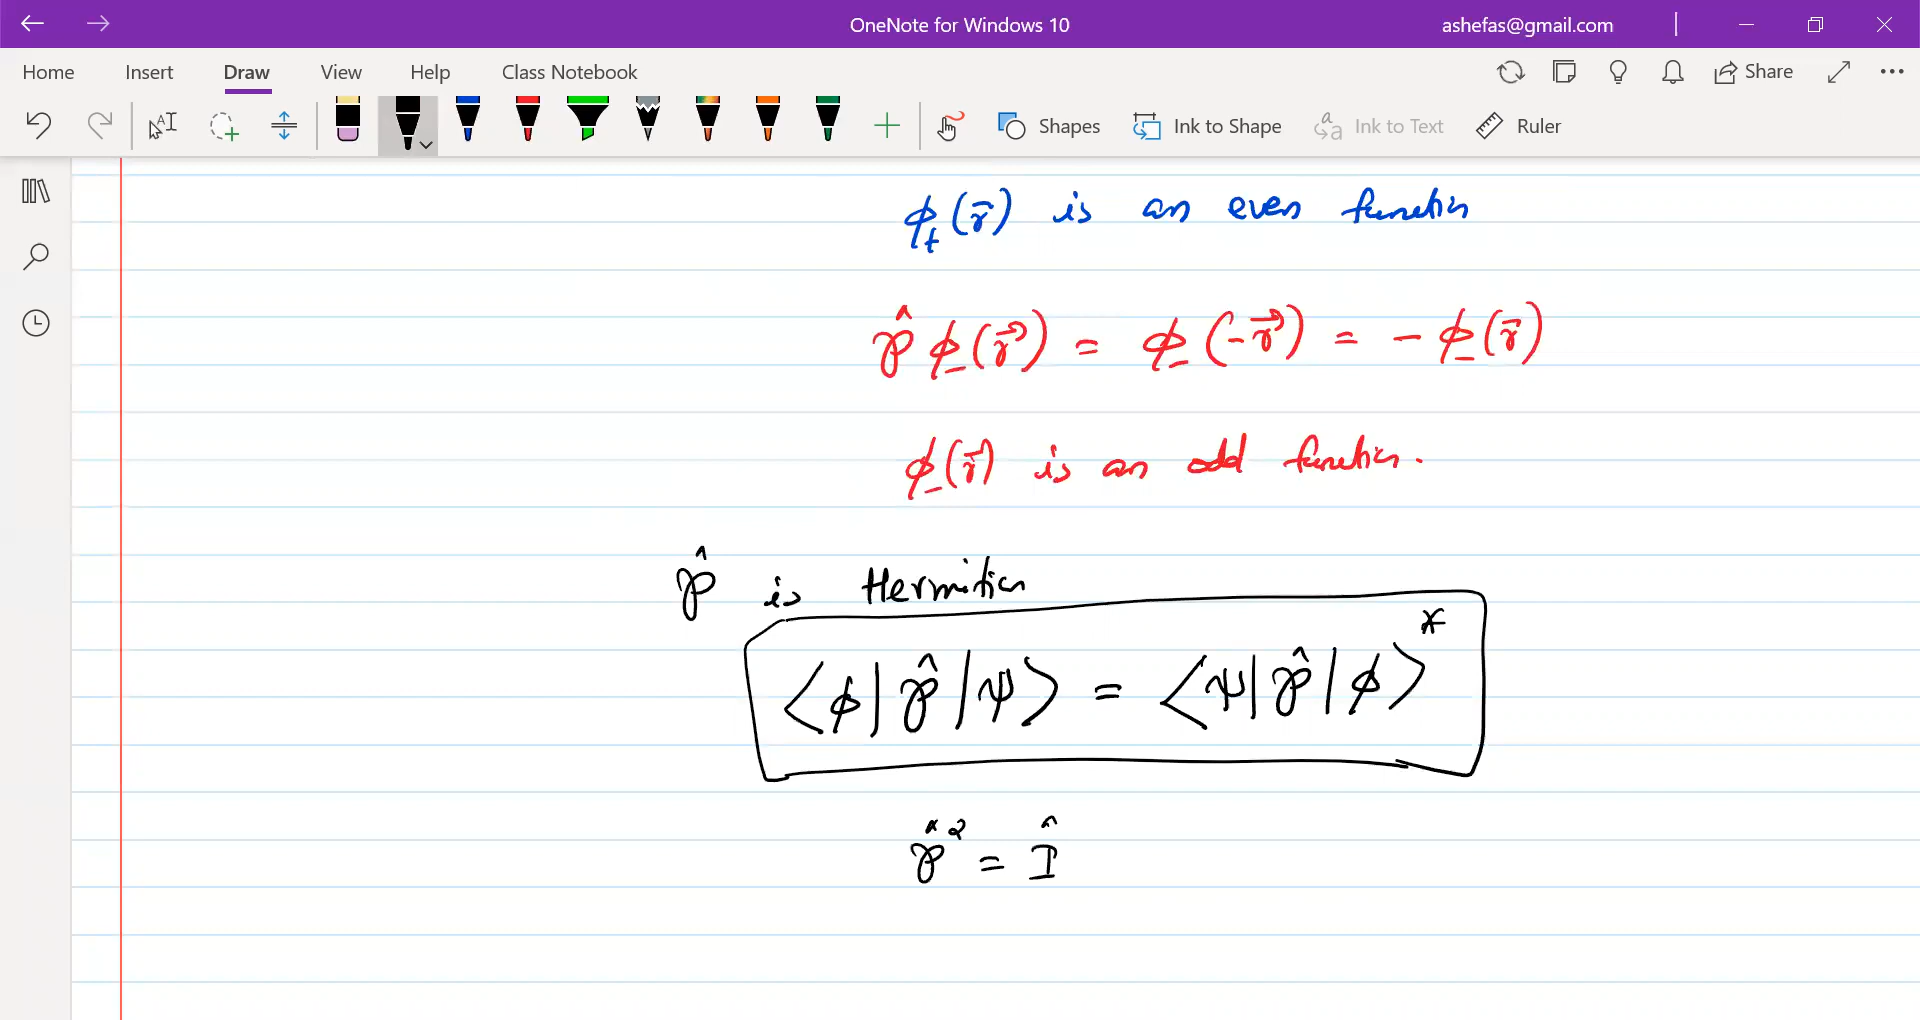 OneNote for Windows 10
ashefas@gmail.com
Home Insert Draw View Help Class Notebook
Share
Shapes Ink to Shape Ink to Text Ruler
ϕ₊(r⃗) is an even function
P̂ ϕ₋(r⃗) = ϕ₋(-r⃗) = -ϕ₋(r⃗)
ϕ₋(r⃗) is an odd function.
P̂ is Hermitian
⟨ϕ|P̂|ψ⟩ = ⟨ψ|P̂|ϕ⟩*
P̂² = Î